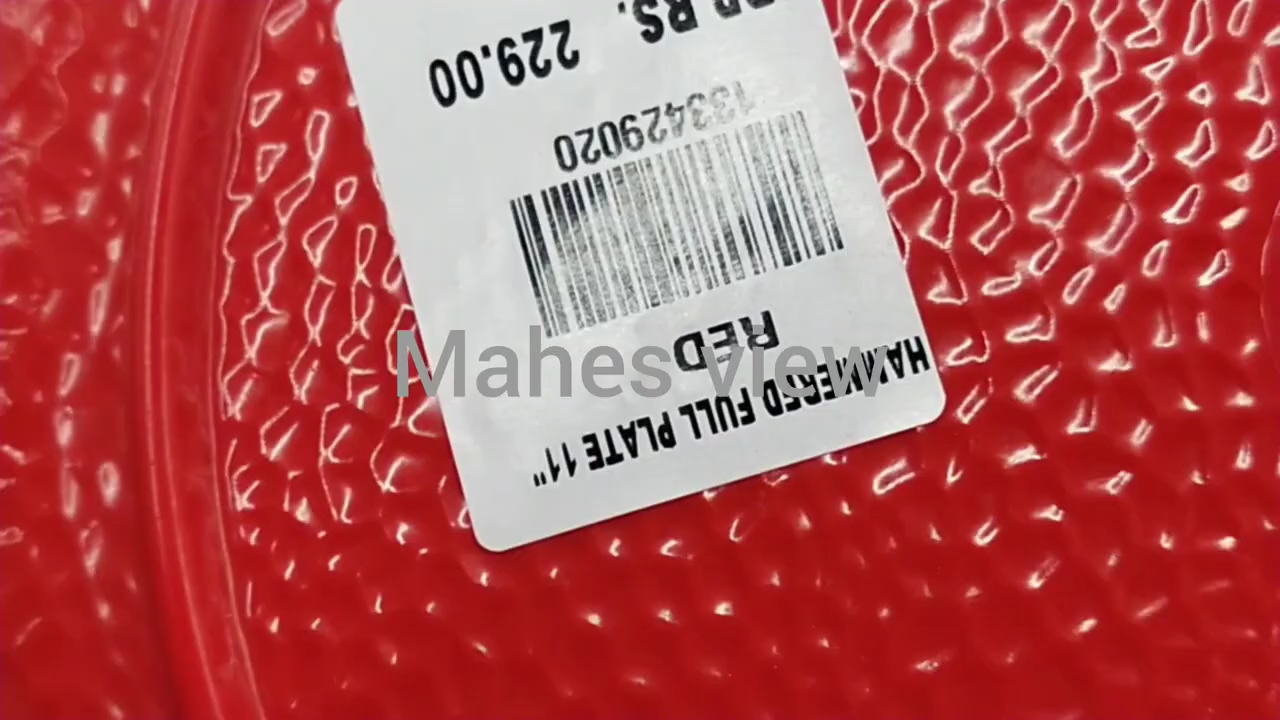 HAMMERED FULL PLATE 11"
RED
133429020
RS. 229.00
Mahes view